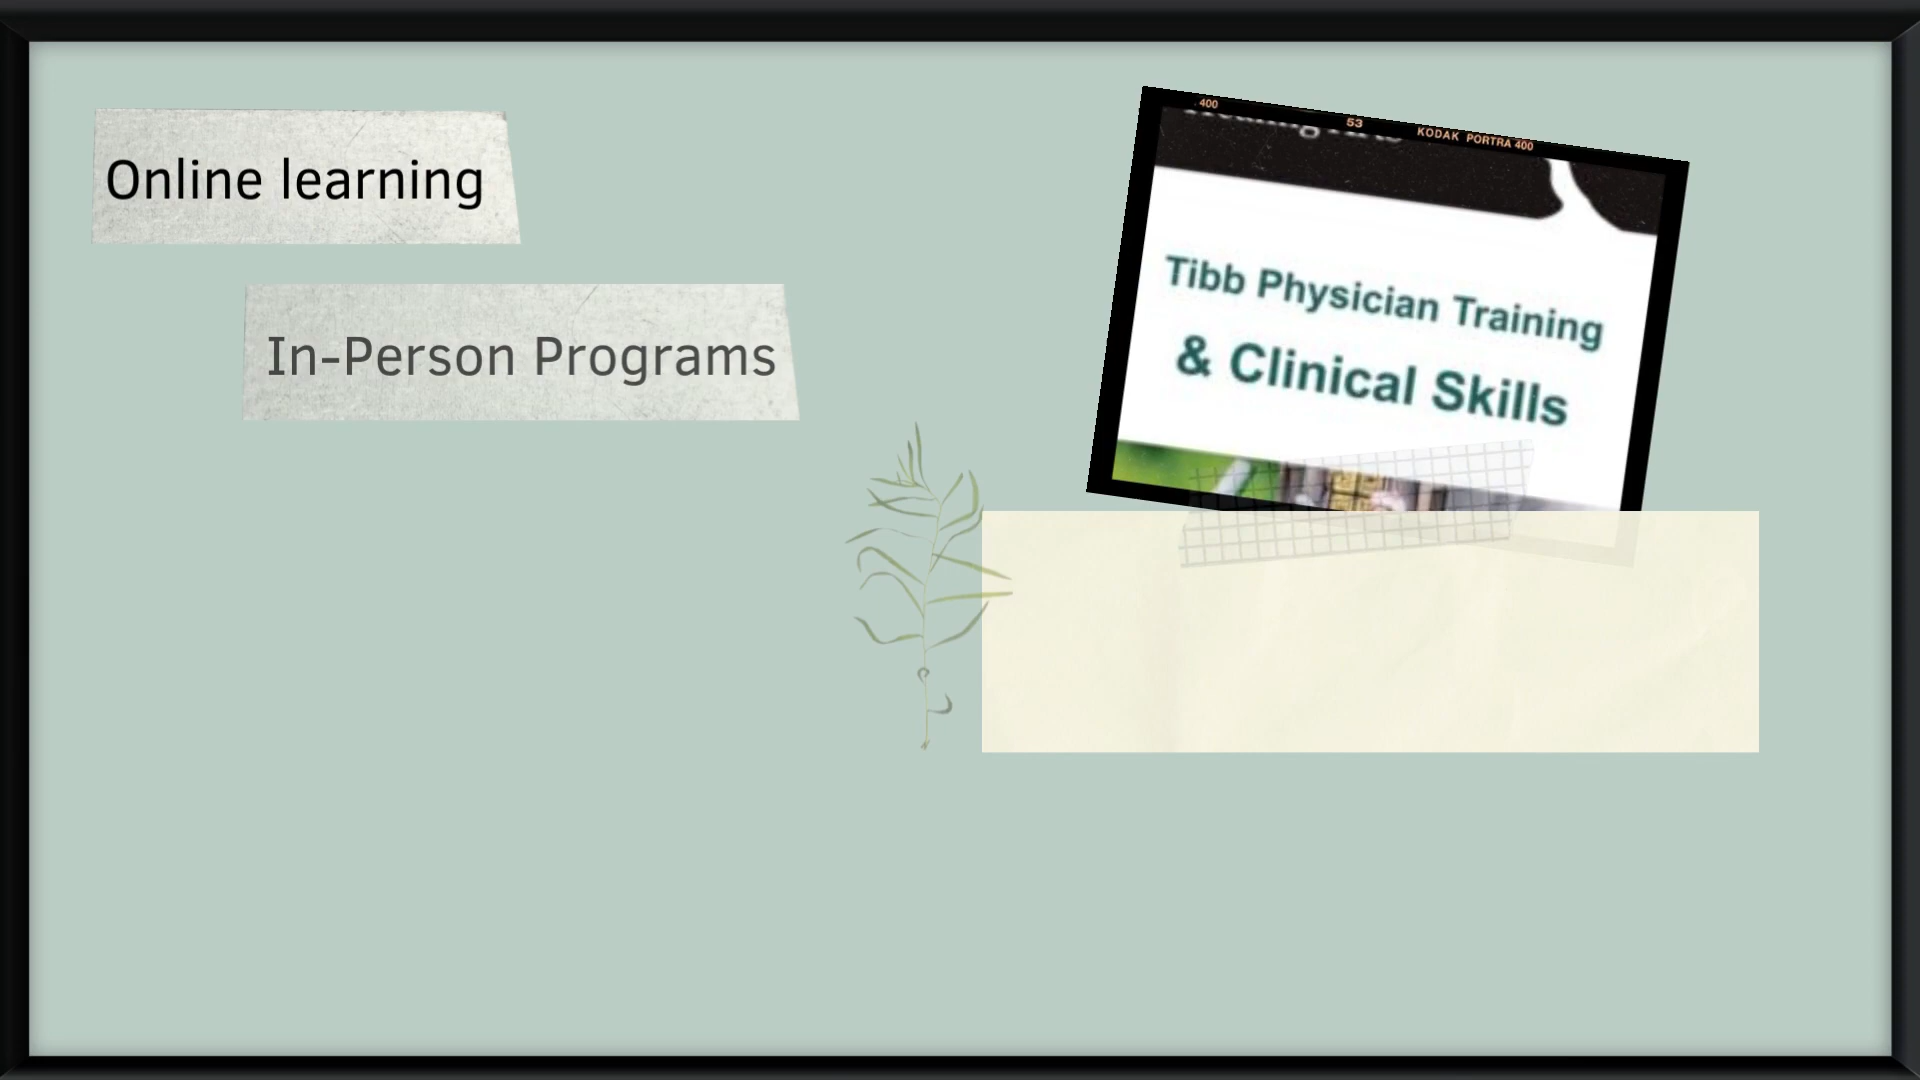 Online learning
In-Person Programs
400
53
KODAK PORTRA 400
Tibb Physician Training
& Clinical Skills